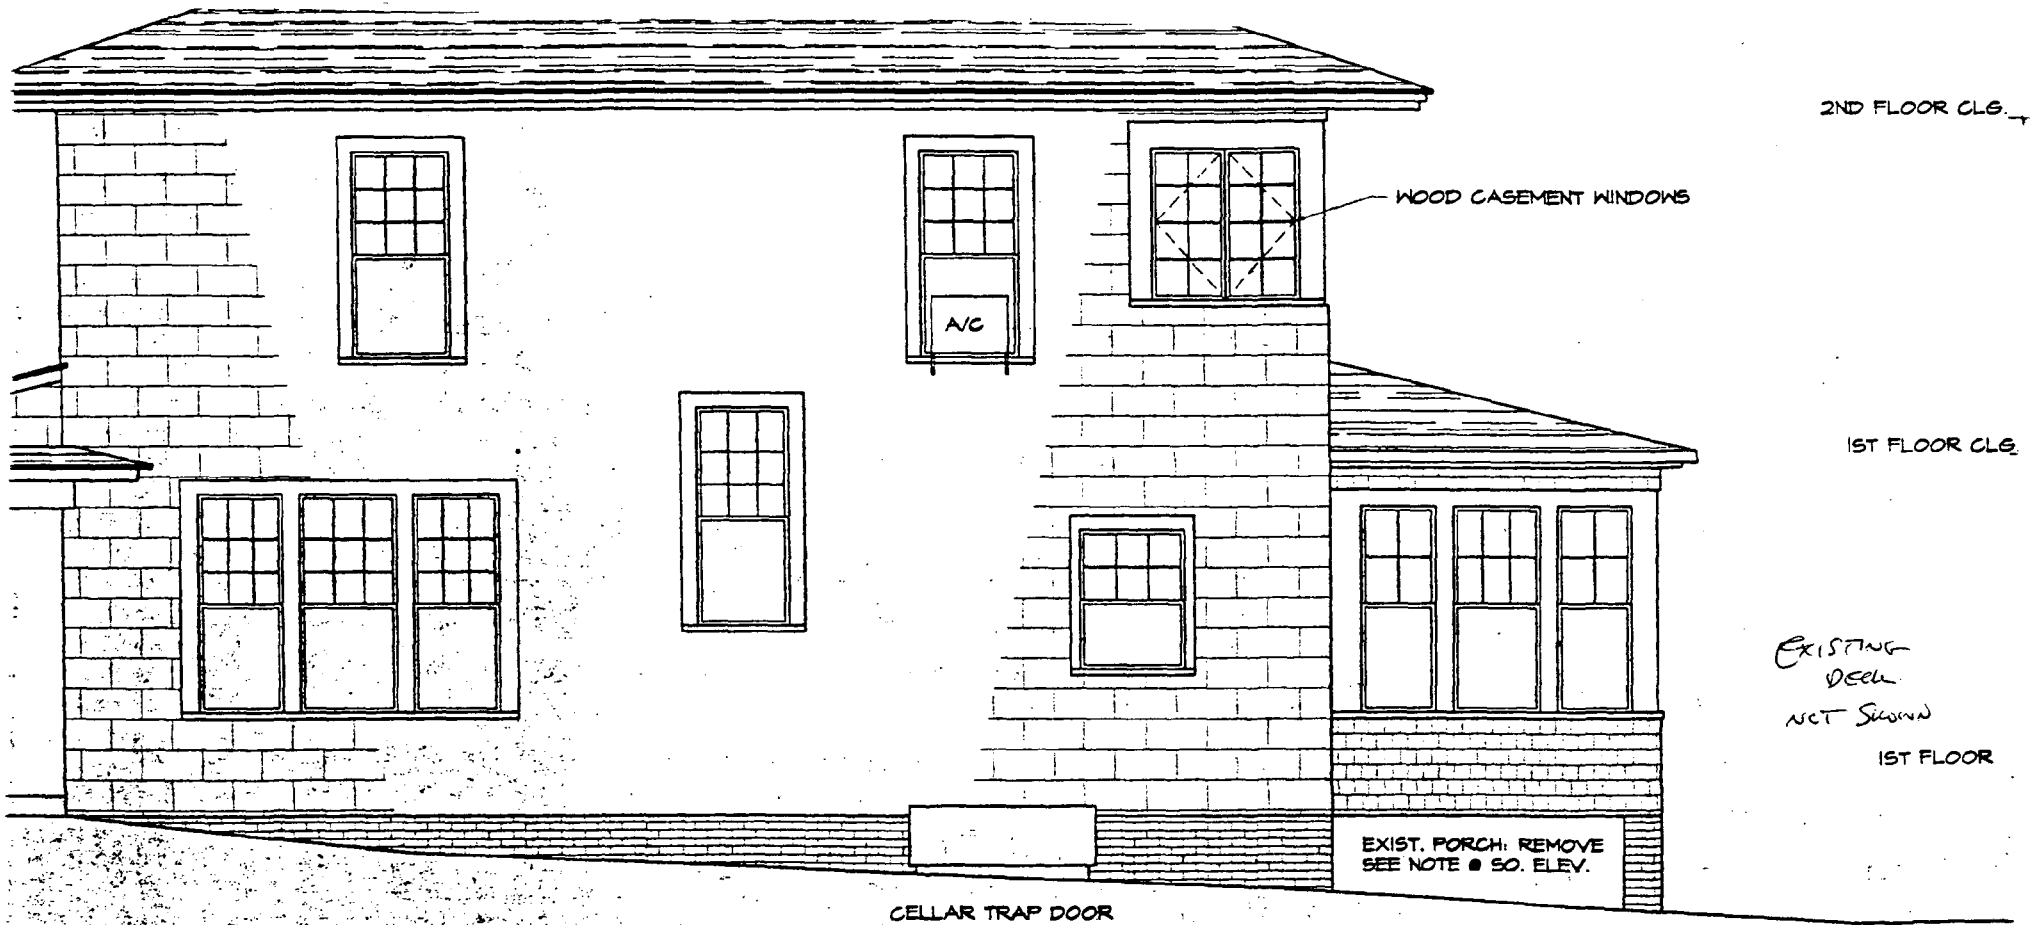 2ND FLOOR CLG.
WOOD CASEMENT WINDOWS
A/C
1ST FLOOR CLG.
EXISTING
DECK
NOT SHOWN
1ST FLOOR
EXIST. PORCH: REMOVE
SEE NOTE @ SO. ELEV.
CELLAR TRAP DOOR